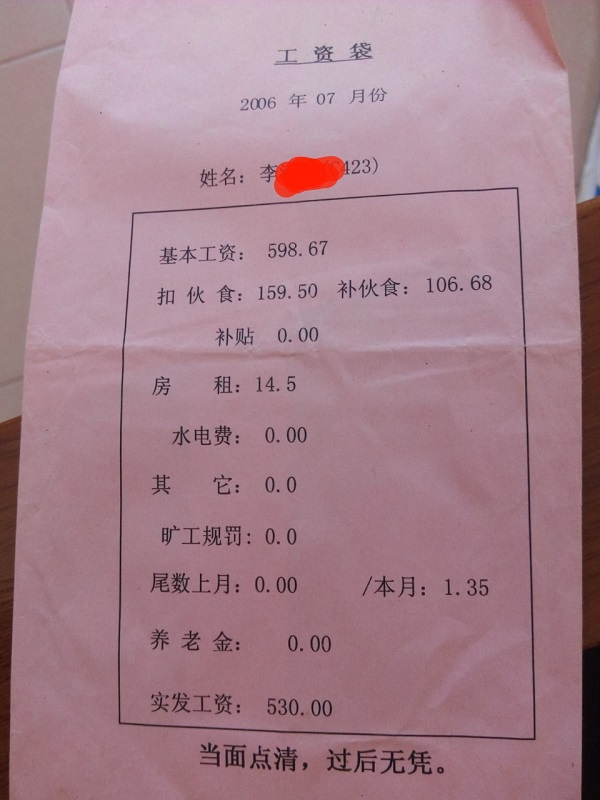 工 资 袋
2006 年 07 月份
姓名：李 423）
基本工资： 598.67
扣 伙 食：159.50 补伙食：106.68
补贴 0.00
房 租：14.5
水电费： 0.00
其 它： 0.0
旷工规罚：0.0
尾数上月：0.00 /本月：1.35
养 老 金： 0.00
实发工资： 530.00
当面点清，过后无凭。